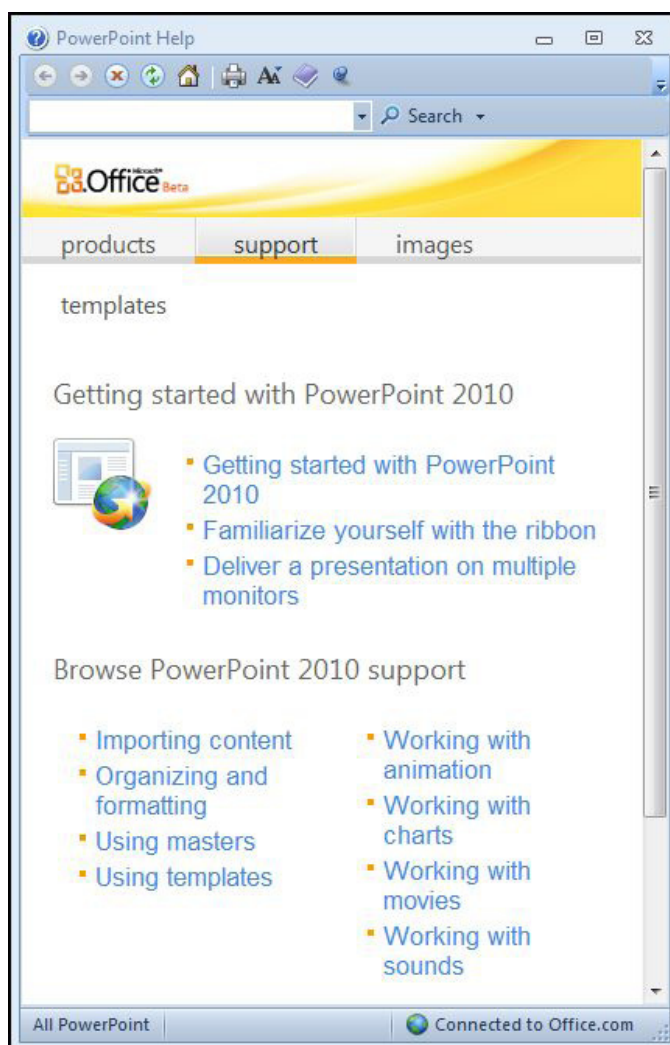 PowerPoint Help
Search
Microsoft®
Office Beta
products support images
templates
Getting started with PowerPoint 2010
Getting started with PowerPoint
2010
Familiarize yourself with the ribbon
Deliver a presentation on multiple
monitors
Browse PowerPoint 2010 support
Importing content
Organizing and
formatting
Using masters
Using templates
Working with
animation
Working with
charts
Working with
movies
Working with
sounds
All PowerPoint Connected to Office.com